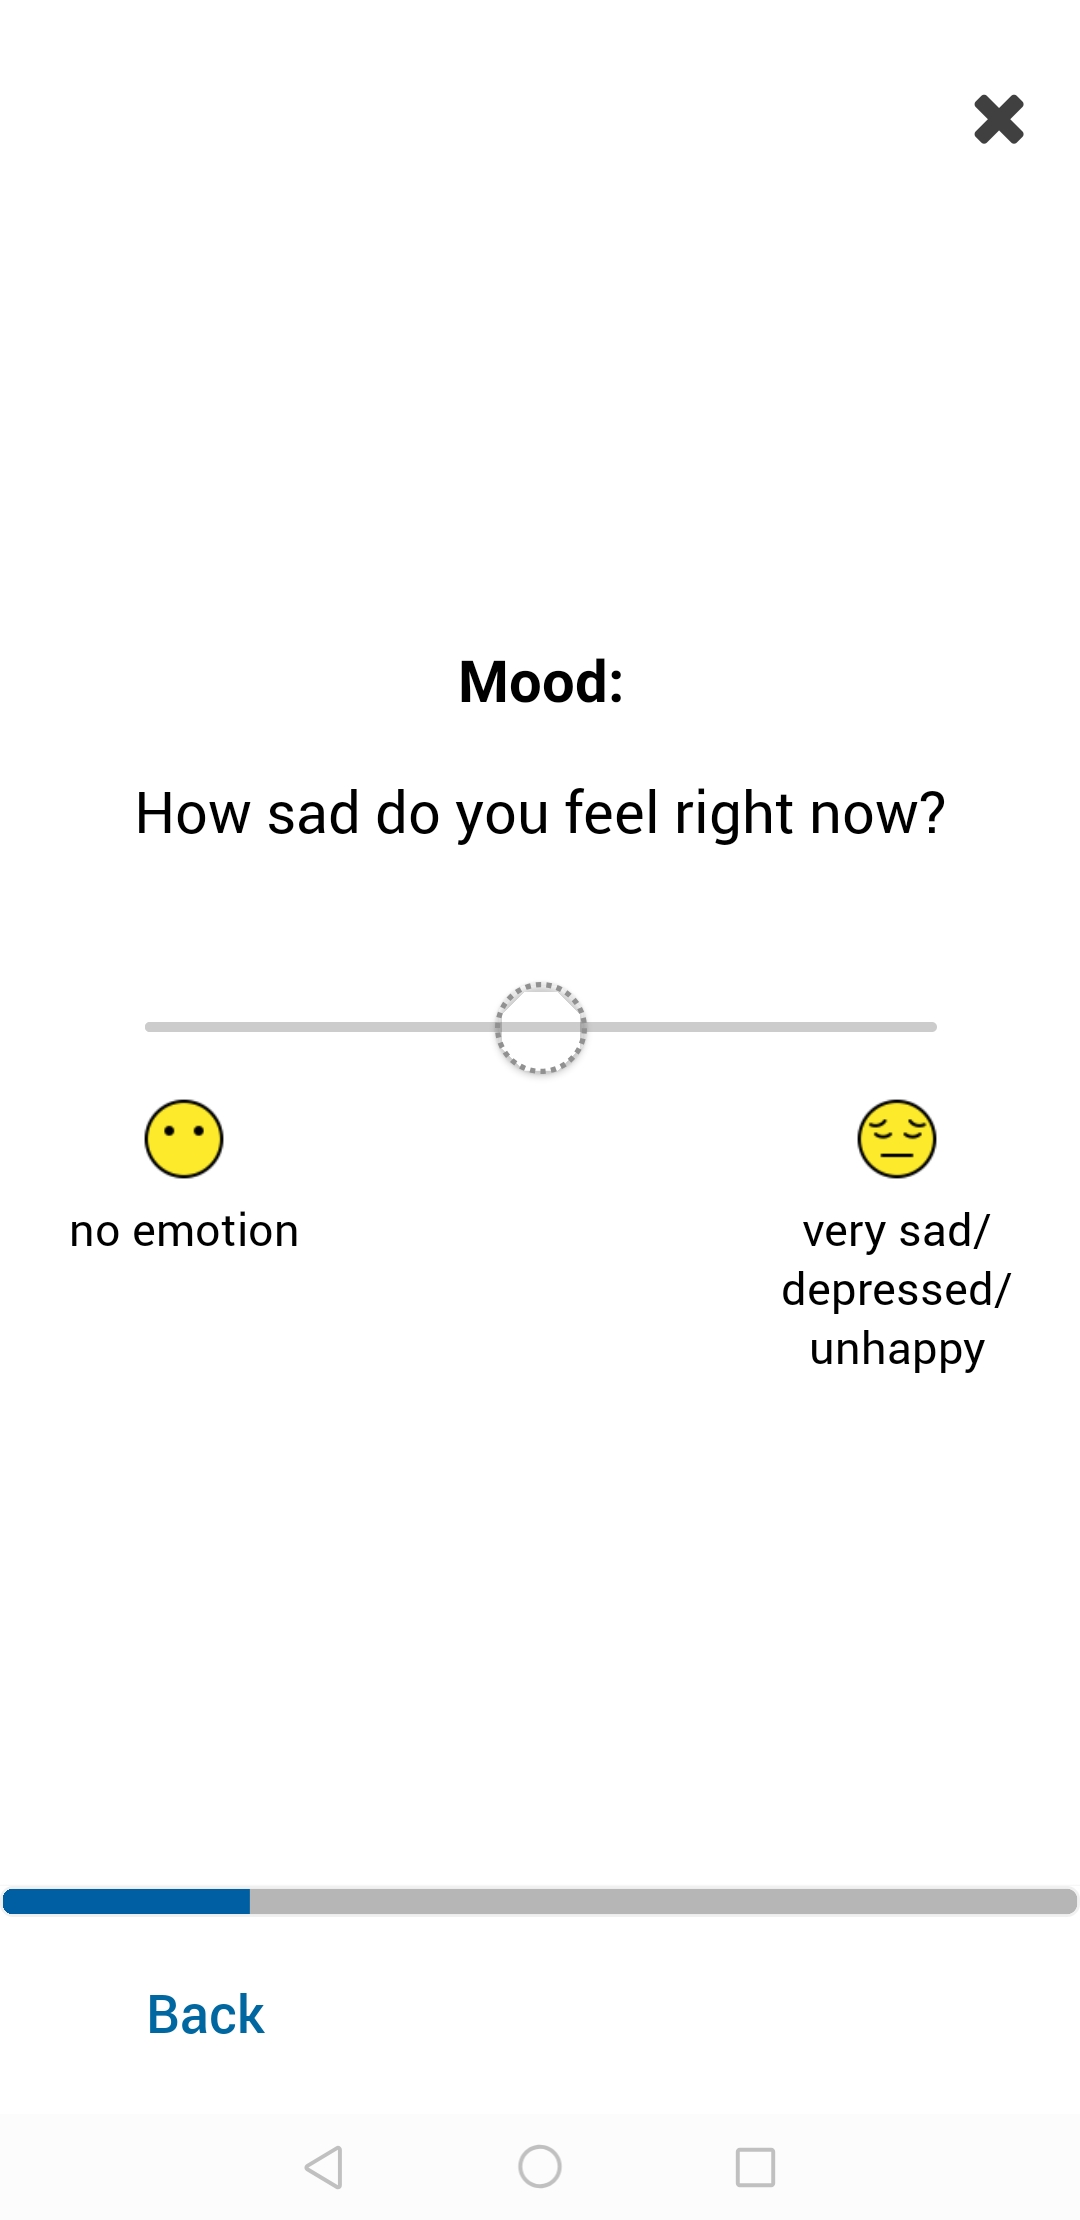 Mood:
How sad do you feel right now?
no emotion
very sad/
depressed/
unhappy
Back